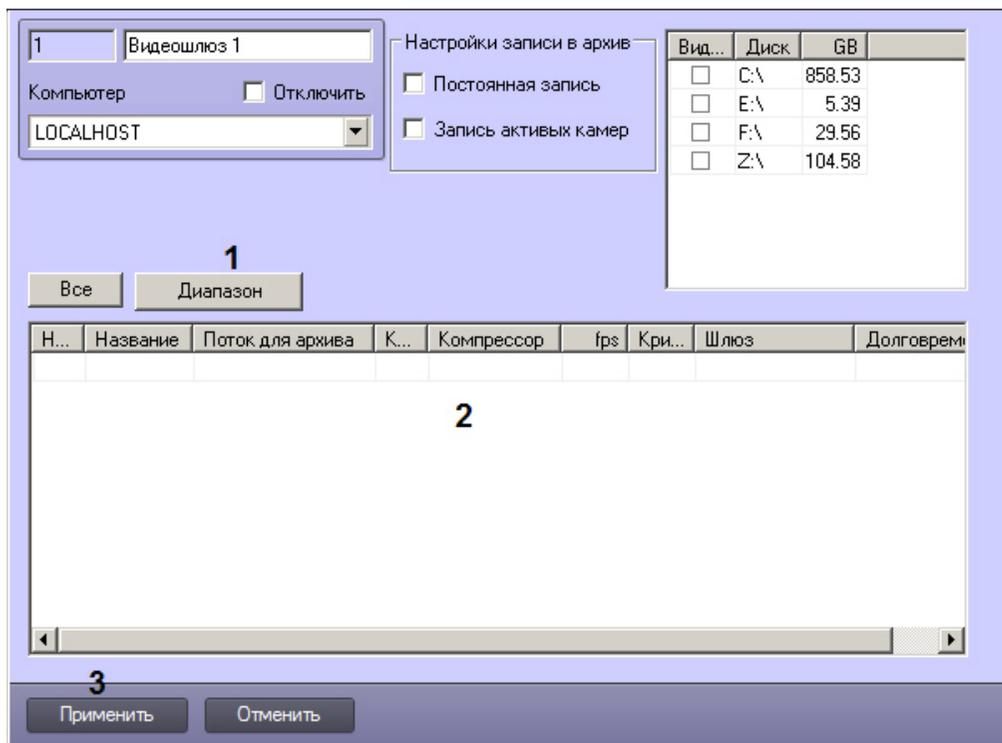 1 Видеошлюз 1
Компьютер Отключить
LOCALHOST
Настройки записи в архив
Постоянная запись
Запись активых камер
Вид... Диск GB
C:\ 858.53
E:\ 5.39
F:\ 29.56
Z:\ 104.58
1
Все Диапазон
Н... Название Поток для архива К... Компрессор fps Кри... Шлюз Долговреме
2
3
Применить Отменить